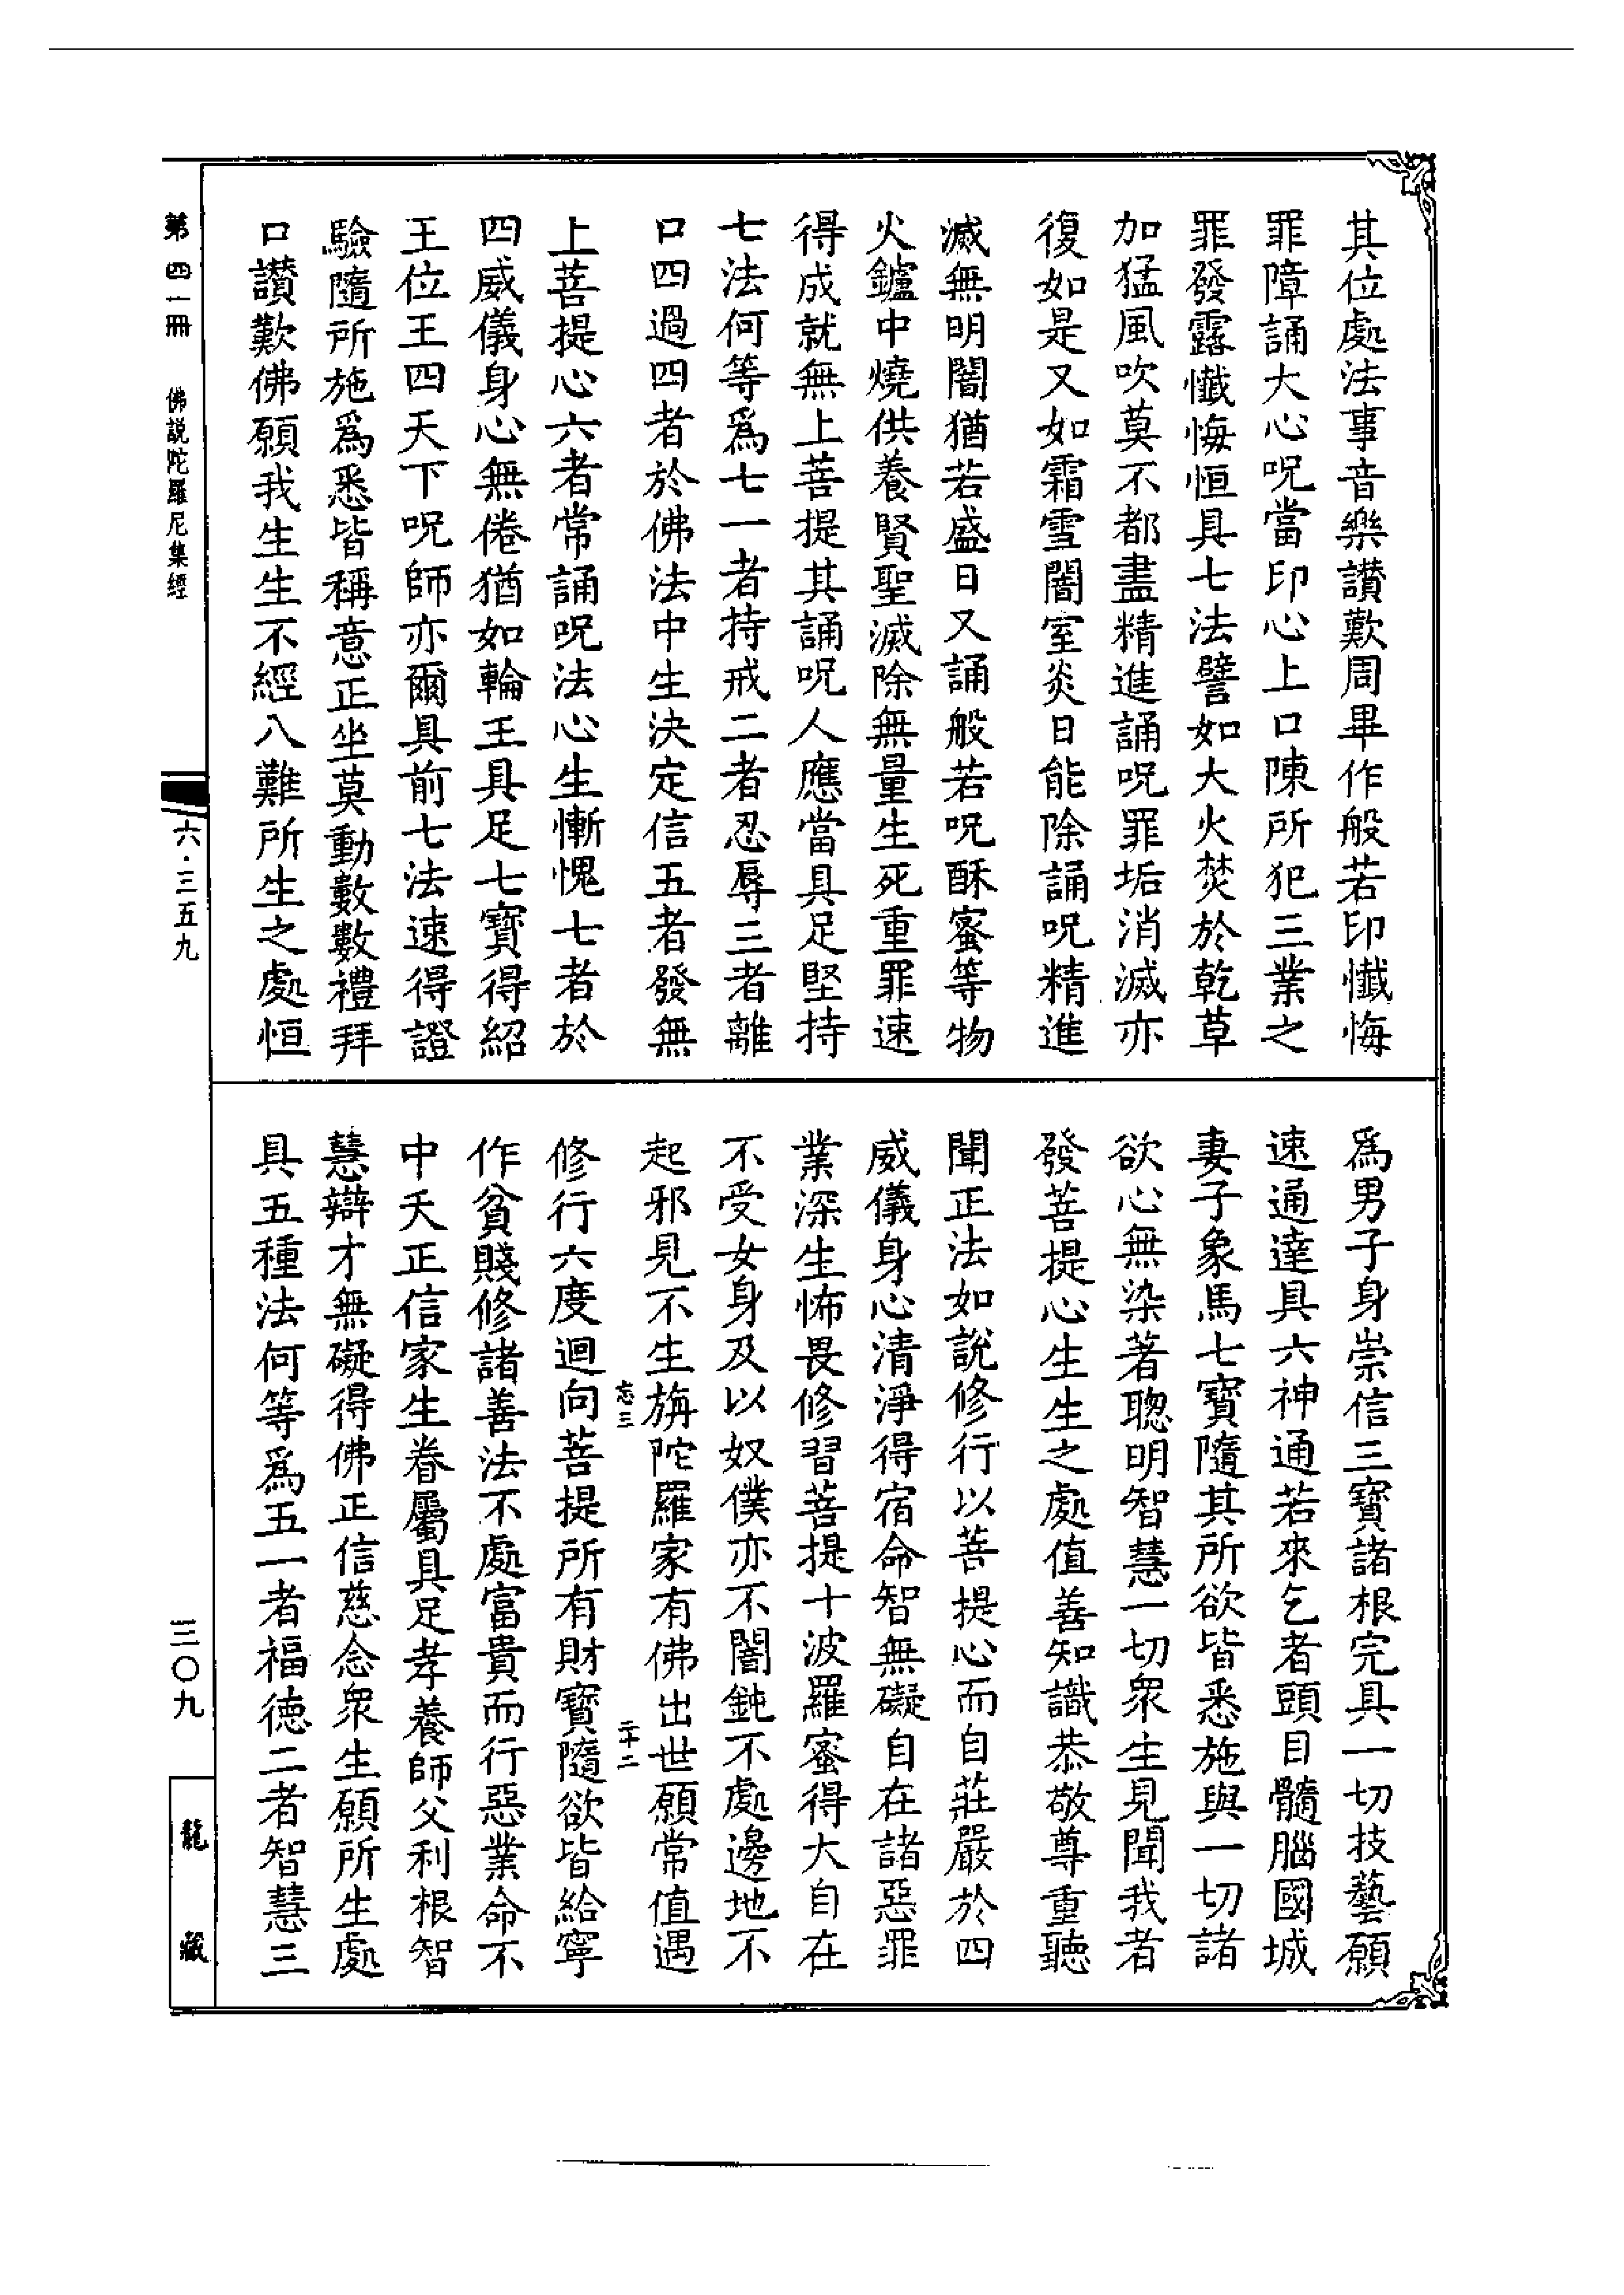 其位處法事音樂讃歎周畢作般若印懺悔
罪障誦大心呪當印心上口陳所犯三業之
罪發露懺悔恒具七法譬如大火焚於乾草
加猛風吹莫不都盡精進誦呪罪垢消滅亦
復如是又如霜雪闇室炎日能除誦呪精進
滅無明闇猶若盛日又誦般若呪酥蜜等物
火鑪中燒供養賢聖滅除無量生死重罪速
得成就無上菩提其誦呪人應當具足堅持
七法何等爲七一者持戒二者忍辱三者離
口四過四者於佛法中生決定信五者發無
上菩提心六者常誦呪法心生慚愧七者於
四威儀身心無倦猶如輪王具足七寶得紹
王位王四天下呪師亦爾具前七法速得證
驗隨所施爲悉皆稱意正坐莫動數數禮拜
口讃歎佛願我生生不經八難所生之處恒
爲男子身崇信三寶諸根完具一切技藝願
速通達具六神通若來乞者頭目髓腦國城
妻子象馬七寶隨其所欲皆悉施與一切諸
欲心無染著聰明智慧一切衆生見聞我者
發菩提心生生之處值善知識恭敬尊重聽
聞正法如說修行以菩提心而自莊嚴於四
威儀身心清淨得宿命智無礙自在諸惡罪
業深生怖畏修習菩提十波羅蜜得大自在
不受女身及以奴僕亦不闇鈍不處邊地不
起邪見不生旃陀羅家有佛出世願常值遇
忘三
二十二
修行六度迴向菩提所有財寶隨欲皆給寧
作貧賤修諸善法不處富貴而行惡業命不
中夭正信家生眷屬具足孝養師父利根智
慧辯才無礙得佛正信慈念衆生願所生處
具五種法何等爲五一者福德二者智慧三
第四一冊
佛説陀羅尼集經
六·三五九
三〇九
龍藏